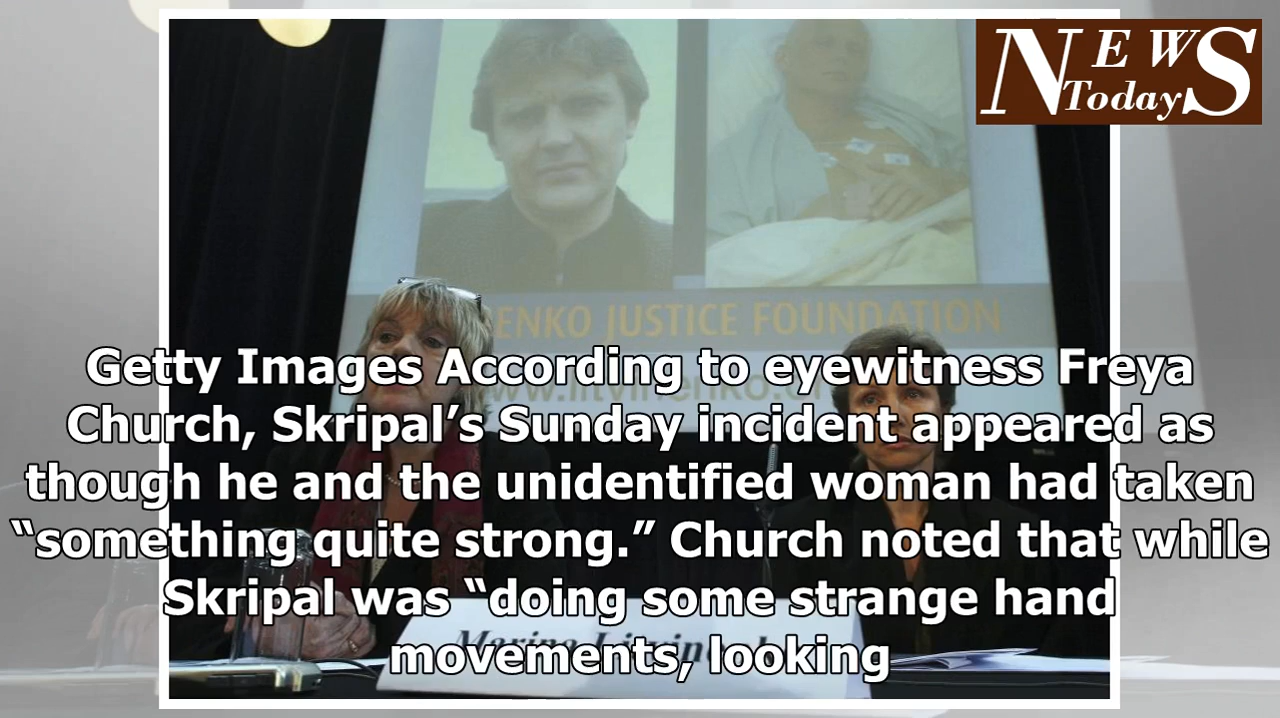 NEWS
Today
ENKO JUSTICE FOUNDATION
Getty Images According to eyewitness Freya
Church, Skripal’s Sunday incident appeared as
though he and the unidentified woman had taken
“something quite strong.” Church noted that while
Skripal was “doing some strange hand
movements, looking